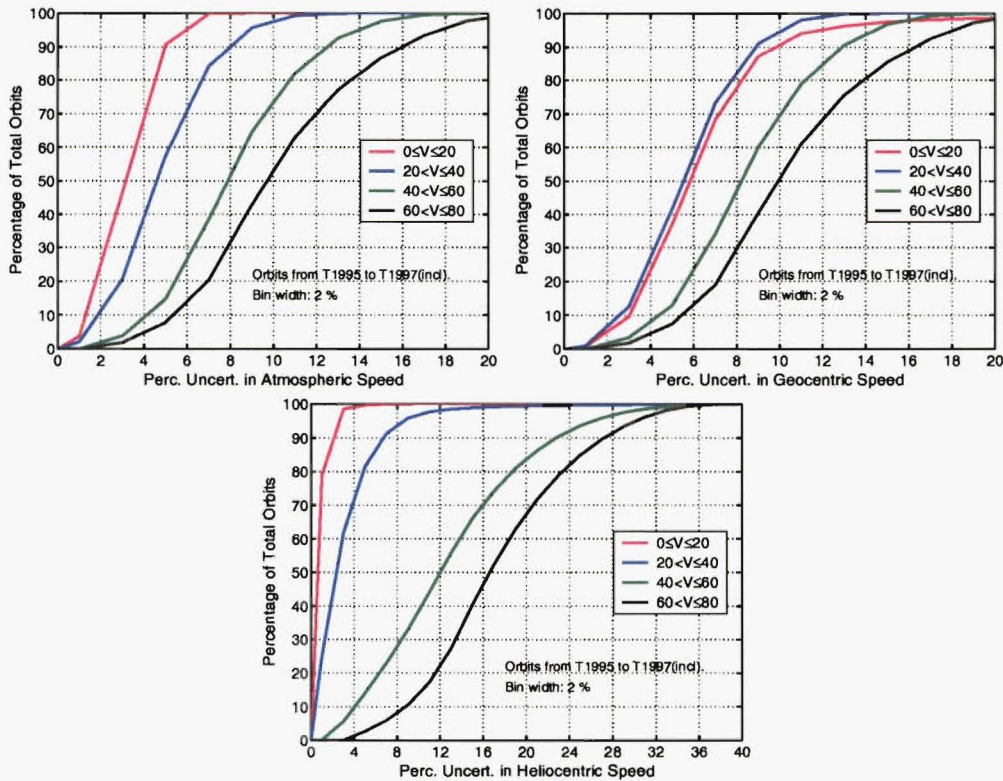 Percentage of Total Orbits
100
90
80
70
60
50
40
30
20
10
0
0 2 4 6 8 10 12 14 16 18 20
Perc. Uncert. in Atmospheric Speed
0≤V≤20
20<V≤40
40<V≤60
60<V≤80
Orbits from T1995 to T1997(incl).
Bin width: 2 %
Percentage of Total Orbits
100
90
80
70
60
50
40
30
20
10
0
0 2 4 6 8 10 12 14 16 18 20
Perc. Uncert. in Geocentric Speed
0≤V≤20
20<V≤40
40<V≤60
60<V≤80
Orbits from T1995 to T1997(incl).
Bin width: 2 %
Percentage of Total Orbits
100
90
80
70
60
50
40
30
20
10
0
0 4 8 12 16 20 24 28 32 36 40
Perc. Uncert. in Heliocentric Speed
0≤V≤20
20<V≤40
40<V≤60
60<V≤80
Orbits from T1995 to T1997(incl).
Bin width: 2 %